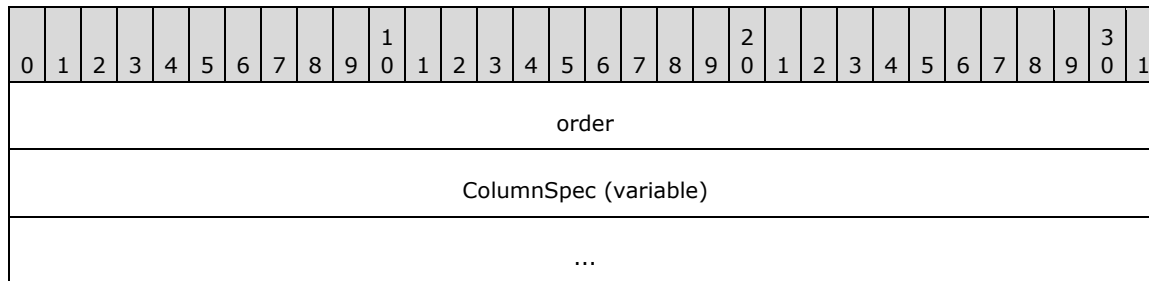 1 2 3
0 1 2 3 4 5 6 7 8 9 0 1 2 3 4 5 6 7 8 9 0 1 2 3 4 5 6 7 8 9 0 1
order
ColumnSpec (variable)
...